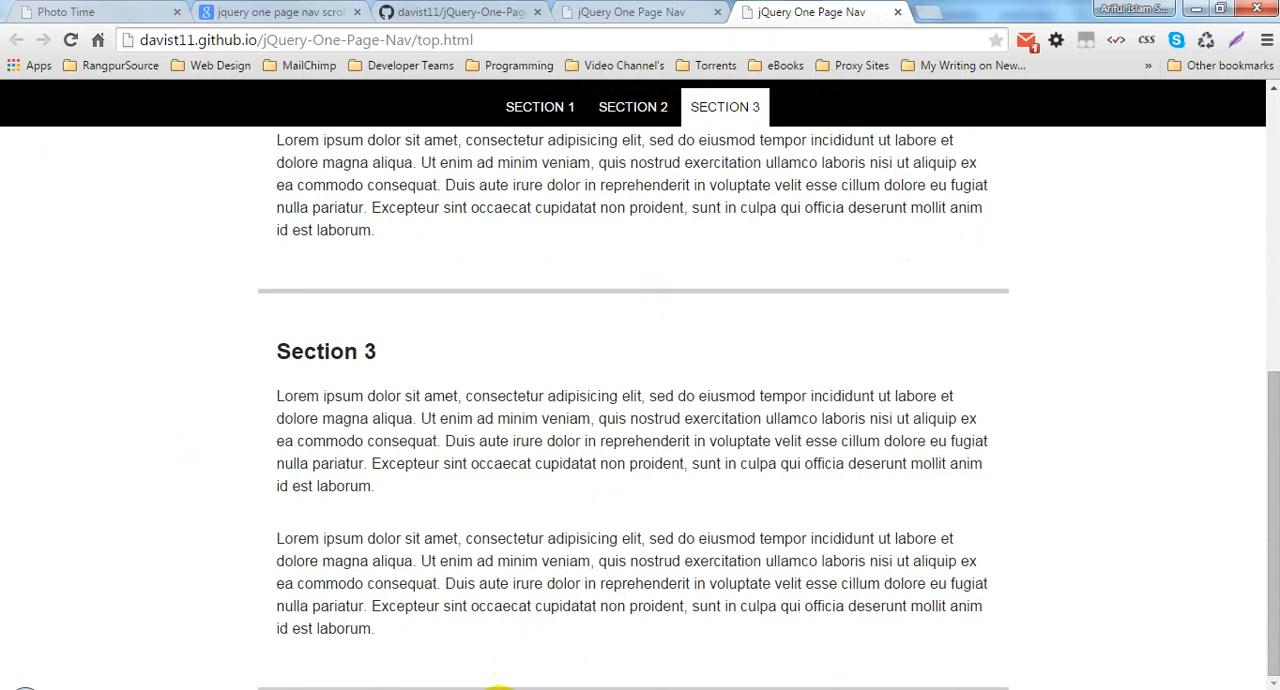 Photo Time
jquery one page nav scrol
davist11/jQuery-One-Page
jQuery One Page Nav
jQuery One Page Nav
Ariful Islam S...
davist11.github.io/jQuery-One-Page-Nav/top.html
1
CSS
Apps
RangpurSource
Web Design
MailChimp
Developer Teams
Programming
Video Channel's
Torrents
eBooks
Proxy Sites
My Writing on New...
»
Other bookmarks
SECTION 1 SECTION 2 SECTION 3
Lorem ipsum dolor sit amet, consectetur adipisicing elit, sed do eiusmod tempor incididunt ut labore et
dolore magna aliqua. Ut enim ad minim veniam, quis nostrud exercitation ullamco laboris nisi ut aliquip ex
ea commodo consequat. Duis aute irure dolor in reprehenderit in voluptate velit esse cillum dolore eu fugiat
nulla pariatur. Excepteur sint occaecat cupidatat non proident, sunt in culpa qui officia deserunt mollit anim
id est laborum.
Section 3
Lorem ipsum dolor sit amet, consectetur adipisicing elit, sed do eiusmod tempor incididunt ut labore et
dolore magna aliqua. Ut enim ad minim veniam, quis nostrud exercitation ullamco laboris nisi ut aliquip ex
ea commodo consequat. Duis aute irure dolor in reprehenderit in voluptate velit esse cillum dolore eu fugiat
nulla pariatur. Excepteur sint occaecat cupidatat non proident, sunt in culpa qui officia deserunt mollit anim
id est laborum.
Lorem ipsum dolor sit amet, consectetur adipisicing elit, sed do eiusmod tempor incididunt ut labore et
dolore magna aliqua. Ut enim ad minim veniam, quis nostrud exercitation ullamco laboris nisi ut aliquip ex
ea commodo consequat. Duis aute irure dolor in reprehenderit in voluptate velit esse cillum dolore eu fugiat
nulla pariatur. Excepteur sint occaecat cupidatat non proident, sunt in culpa qui officia deserunt mollit anim
id est laborum.